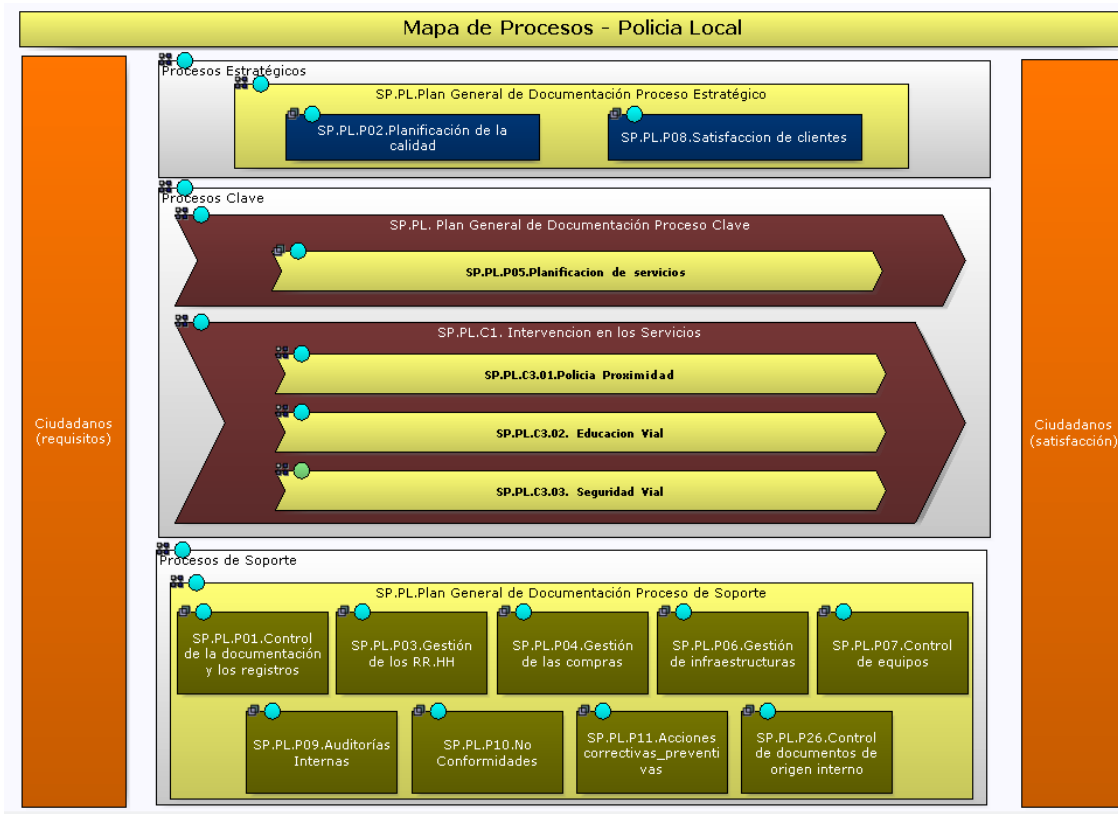 Mapa de Procesos - Policia Local
Procesos Estratégicos
SP.PL.Plan General de Documentación Proceso Estratégico
SP.PL.P02.Planificación de la
calidad
SP.PL.P08.Satisfaccion de clientes
Procesos Clave
SP.PL. Plan General de Documentación Proceso Clave
SP.PL.P05.Planificacion de servicios
SP.PL.C1. Intervencion en los Servicios
SP.PL.C3.01.Policia Proximidad
SP.PL.C3.02. Educacion Vial
SP.PL.C3.03. Seguridad Vial
Ciudadanos
(requisitos)
Ciudadanos
(satisfacción)
Procesos de Soporte
SP.PL.Plan General de Documentación Proceso de Soporte
SP.PL.P01.Control
de la documentación
y los registros
SP.PL.P03.Gestión
de los RR.HH
SP.PL.P04.Gestión
de las compras
SP.PL.P06.Gestión
de infraestructuras
SP.PL.P07.Control
de equipos
SP.PL.P09.Auditorías
Internas
SP.PL.P10.No
Conformidades
SP.PL.P11.Acciones
correctivas_preventi
vas
SP.PL.P26.Control
de documentos de
origen interno